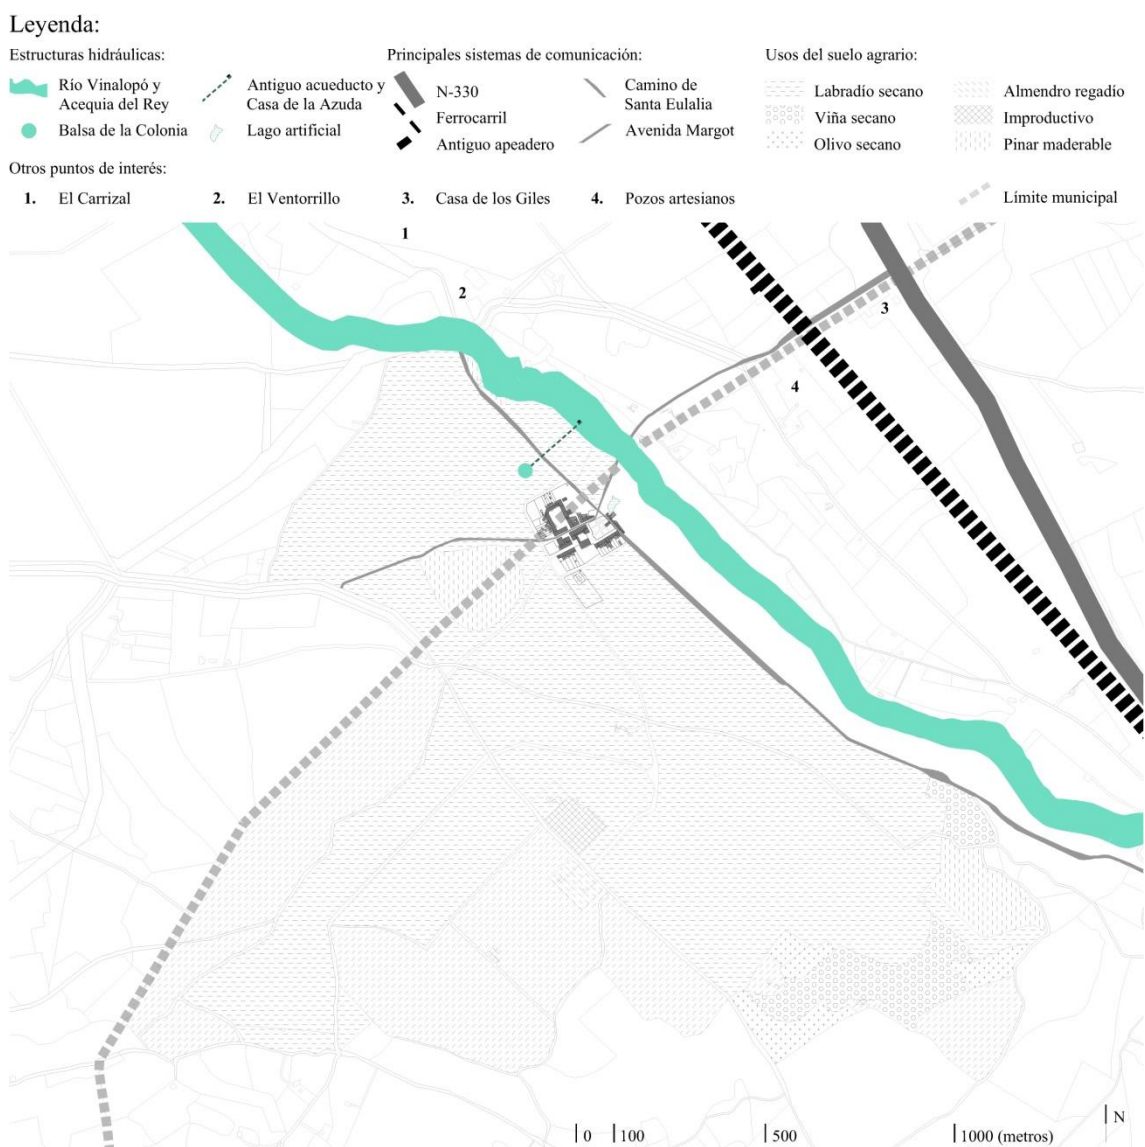 Leyenda:
Estructuras hidráulicas:
Río Vinalopó y
Acequia del Rey
Antiguo acueducto y
Casa de la Azuda
Balsa de la Colonia
Lago artificial
Principales sistemas de comunicación:
N-330
Ferrocarril
Antiguo apeadero
Camino de
Santa Eulalia
Avenida Margot
Usos del suelo agrario:
Labradío secano
Viña secano
Olivo secano
Almendro regadío
Improductivo
Pinar maderable
Otros puntos de interés:
1. El Carrizal
2. El Ventorrillo
3. Casa de los Giles
4. Pozos artesianos
Límite municipal
1
2
3
4
0 100 500 1000 (metros)
N